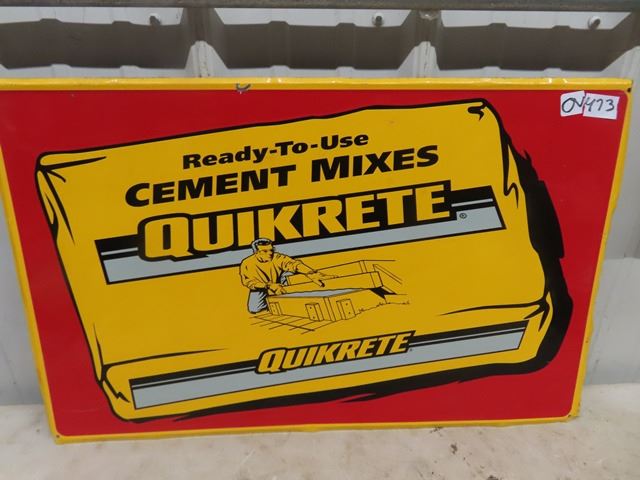 OV473
Ready-To-Use
CEMENT MIXES
QUIKRETE®
QUIKRETE®